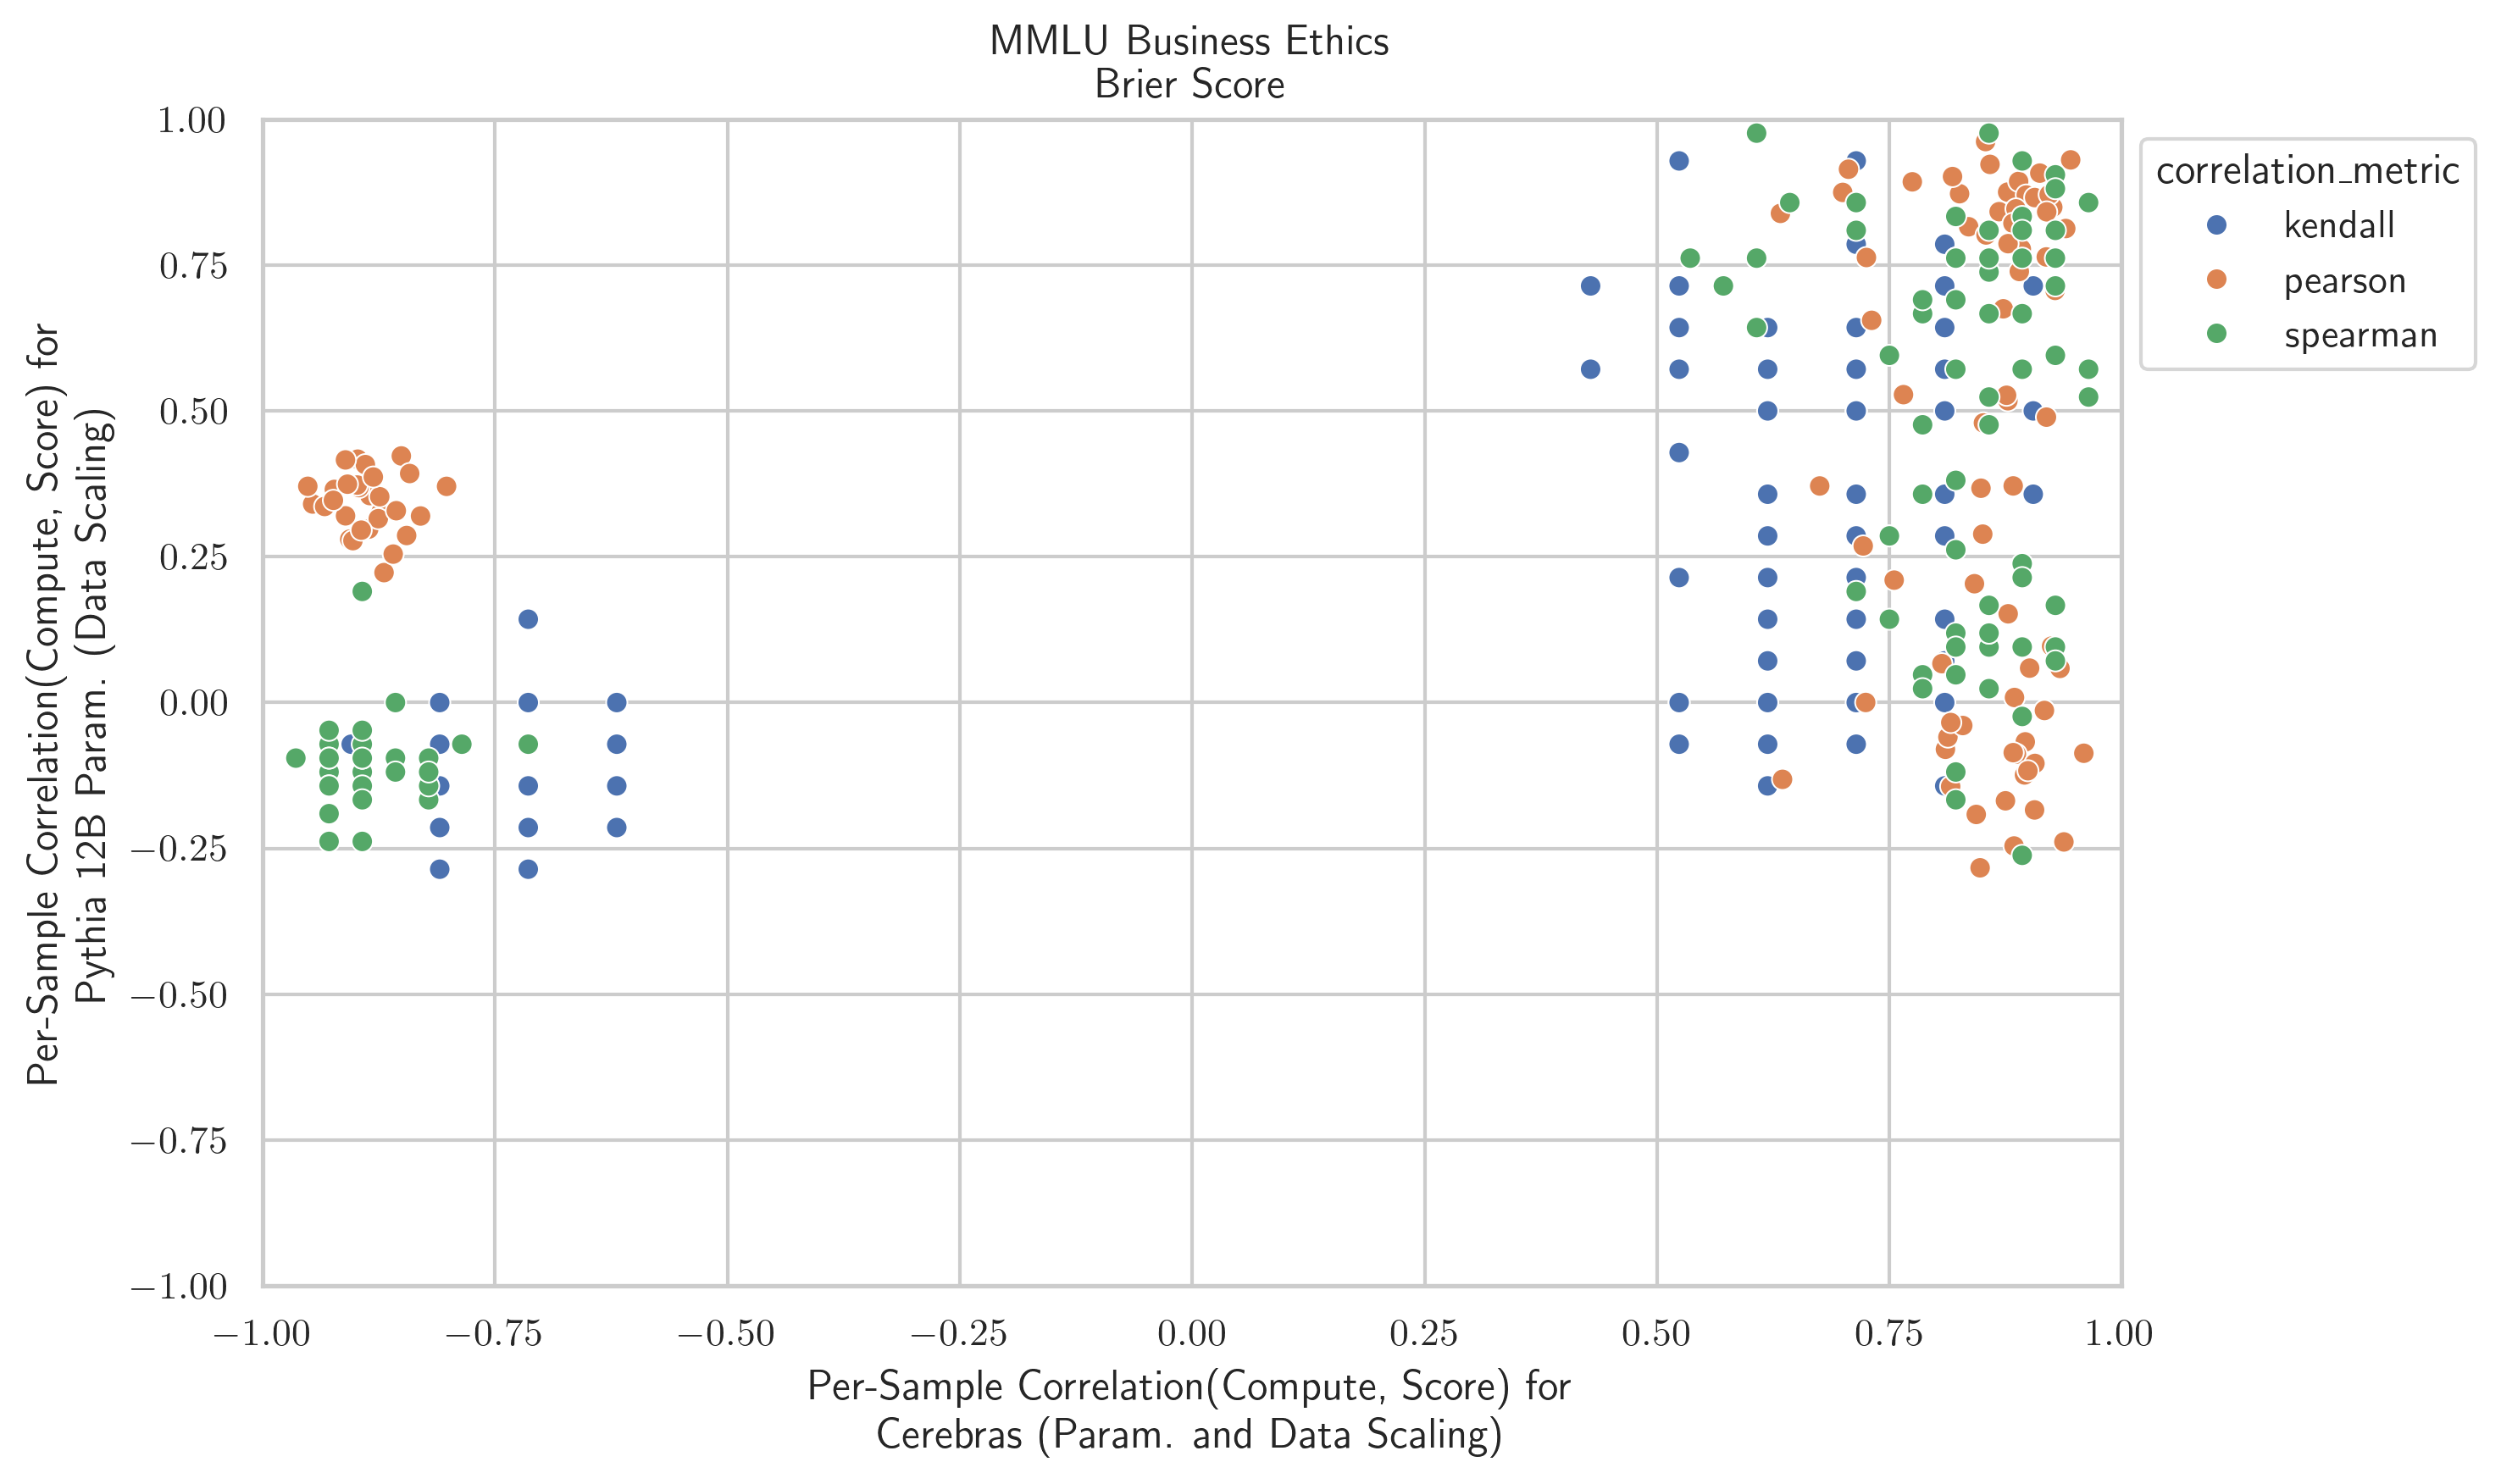 MMLU Business Ethics
Brier Score
Per-Sample Correlation(Compute, Score) for
Pythia 12B Param. (Data Scaling)
1.00
0.75
0.50
0.25
0.00
−0.25
−0.50
−0.75
−1.00
correlation_metric
kendall
pearson
spearman
−1.00 −0.75 −0.50 −0.25 0.00 0.25 0.50 0.75 1.00
Per-Sample Correlation(Compute, Score) for
Cerebras (Param. and Data Scaling)